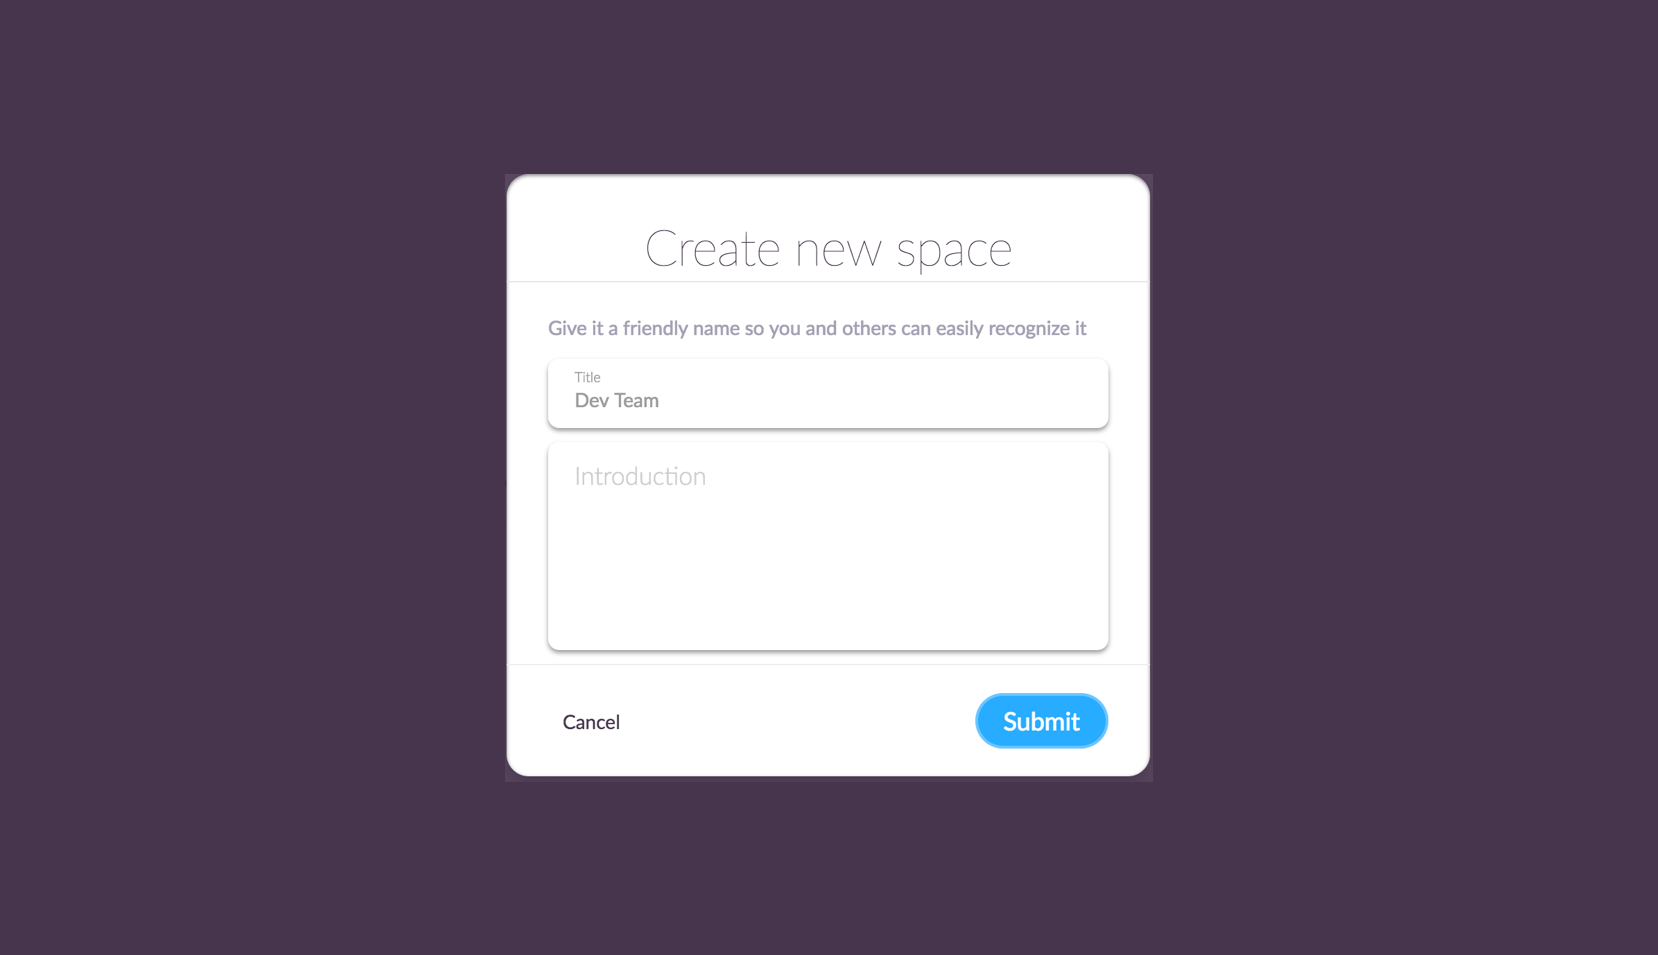 Create new space
Give it a friendly name so you and others can easily recognize it
Title
Dev Team
Introduction
Cancel
Submit